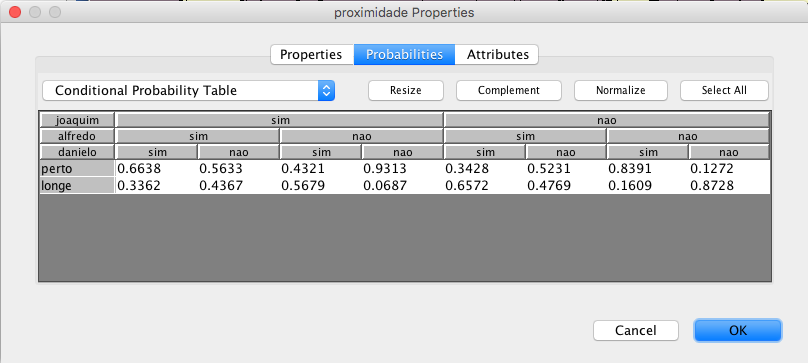 proximidade Properties
Properties Probabilities Attributes
Conditional Probability Table Resize Complement Normalize Select All
joaquim sim nao
alfredo sim nao sim nao
danielo sim nao sim nao sim nao sim nao
perto 0.6638 0.5633 0.4321 0.9313 0.3428 0.5231 0.8391 0.1272
longe 0.3362 0.4367 0.5679 0.0687 0.6572 0.4769 0.1609 0.8728
Cancel OK